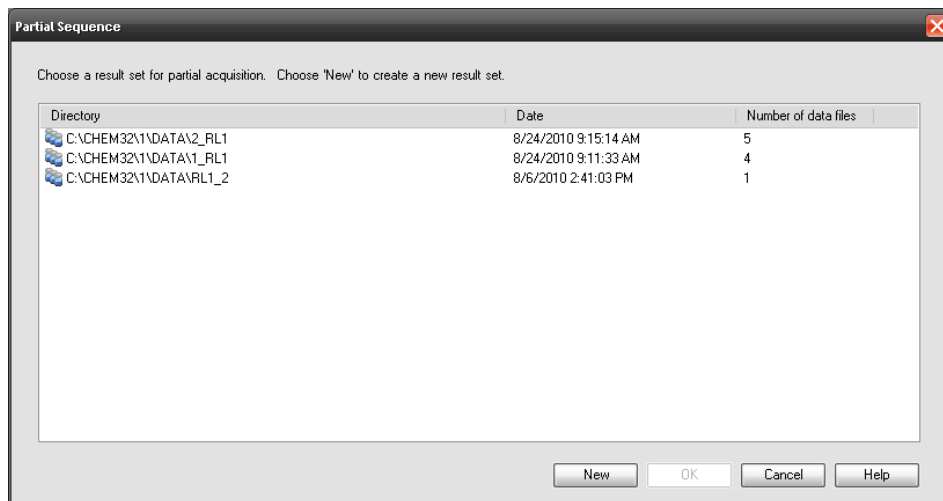 Partial Sequence
Choose a result set for partial acquisition. Choose 'New' to create a new result set.
Directory Date Number of data files
C:\CHEM32\1\DATA\2_RL1 8/24/2010 9:15:14 AM 5
C:\CHEM32\1\DATA\1_RL1 8/24/2010 9:11:33 AM 4
C:\CHEM32\1\DATA\RL1_2 8/6/2010 2:41:03 PM 1
New OK Cancel Help